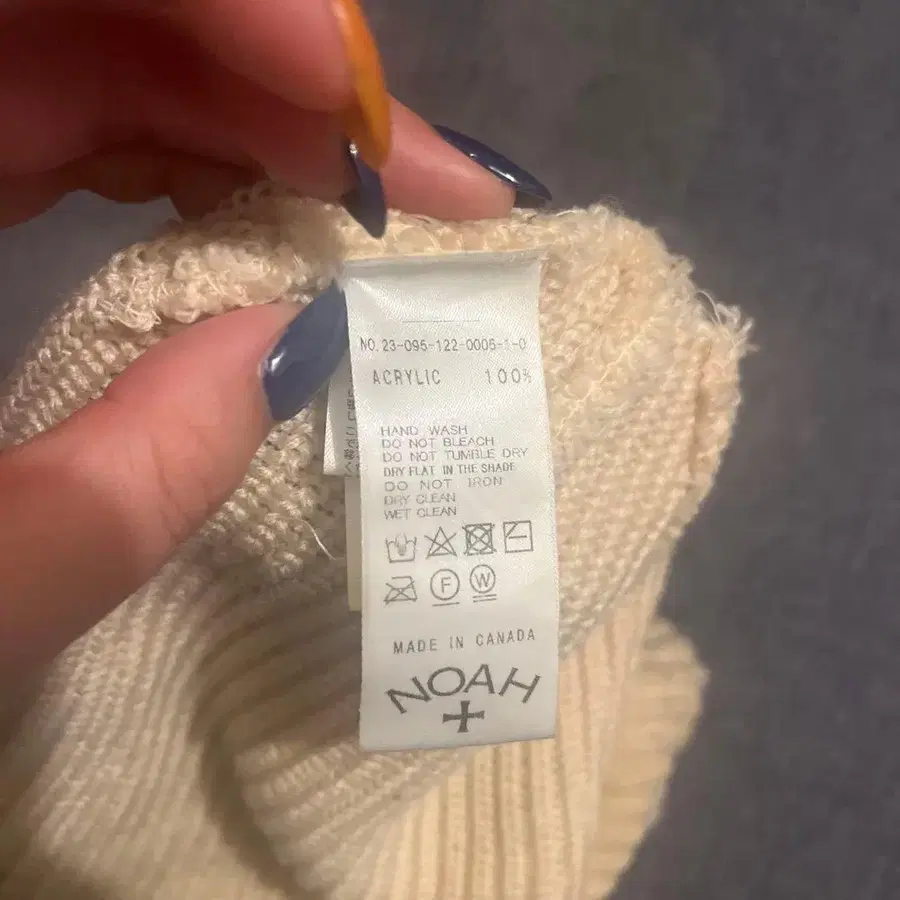 NO. 23-095-122-0006-1-0
ACRYLIC 100%
HAND WASH
DO NOT BLEACH
DO NOT TUMBLE DRY
DRY FLAT IN THE SHADE
DO NOT IRON
DRY CLEAN
WET CLEAN
F W
MADE IN CANADA
NOAH